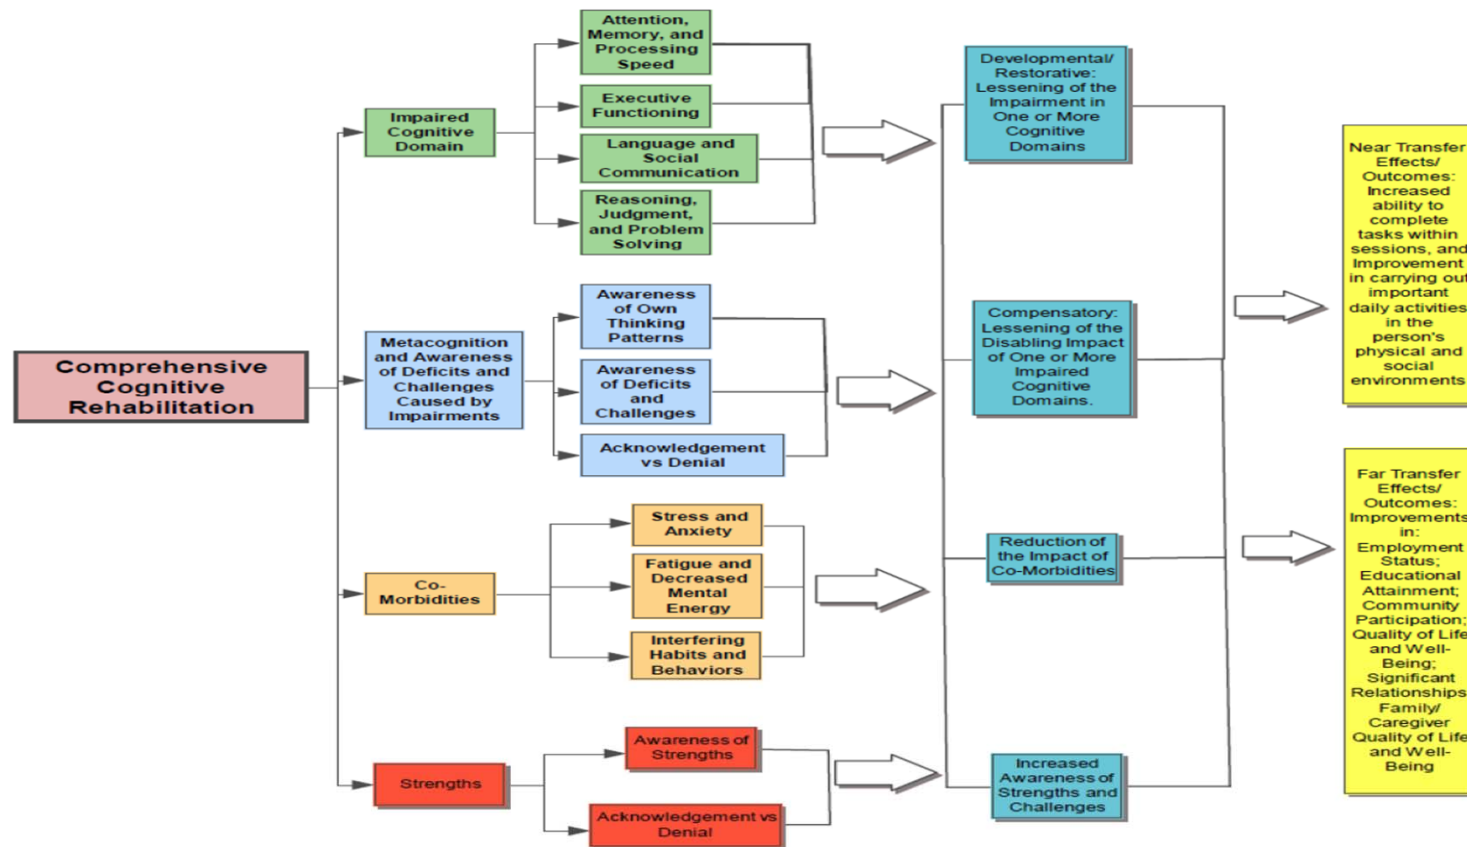 Comprehensive
Cognitive
Rehabilitation
Impaired
Cognitive
Domain
Attention,
Memory, and
Processing
Speed
Executive
Functioning
Language and
Social
Communication
Reasoning,
Judgment,
and Problem
Solving
Metacognition
and Awareness
of Deficits and
Challenges
Caused by
Impairments
Awareness
of Own
Thinking
Patterns
Awareness
of Deficits
and
Challenges
Acknowledgement
vs Denial
Co-
Morbidities
Stress and
Anxiety
Fatigue and
Decreased
Mental
Energy
Interfering
Habits and
Behaviors
Strengths
Awareness of
Strengths
Acknowledgement vs
Denial
Developmental/
Restorative:
Lessening of the
Impairment in
One or More
Cognitive
Domains
Compensatory:
Lessening of the
Disabling Impact
of One or More
Impaired
Cognitive
Domains.
Reduction of
the Impact of
Co-Morbidities
Increased
Awareness of
Strengths and
Challenges
Near Transfer
Effects/
Outcomes:
Increased
ability to
complete
tasks within
sessions, and
Improvement
in carrying out
important
daily activities
in the
person's
physical and
social
environments
Far Transfer
Effects/
Outcomes:
Improvements
in:
Employment
Status;
Educational
Attainment;
Community
Participation;
Quality of Life
and Well-
Being;
Significant
Relationships
Family/
Caregiver
Quality of Life
and Well-
Being